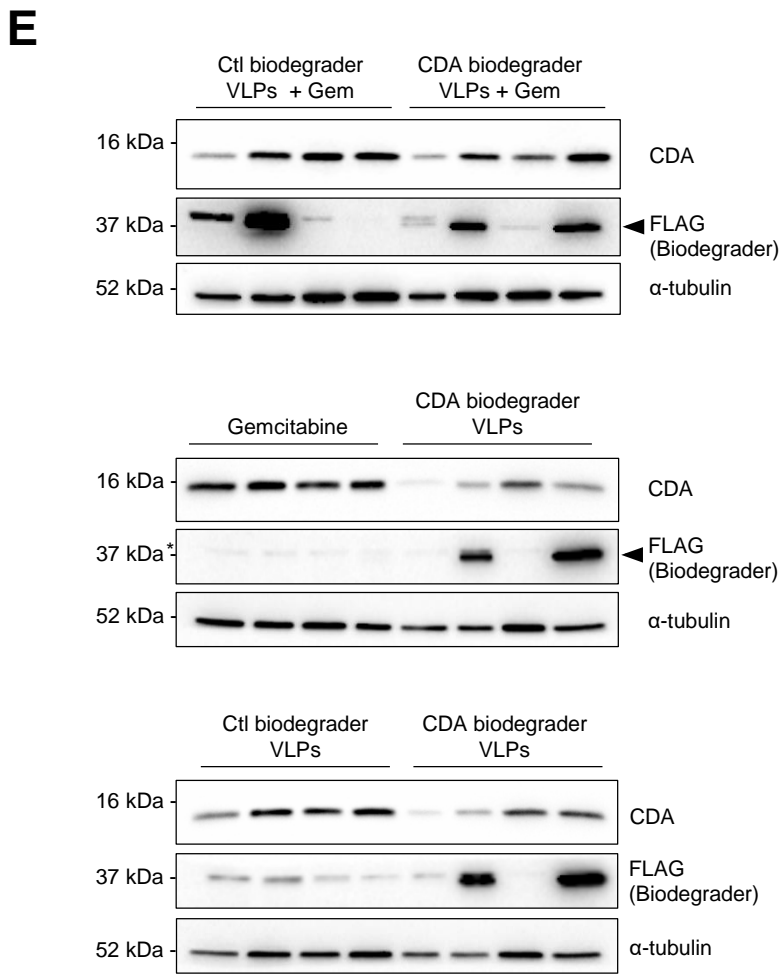 E
Ctl biodegrader CDA biodegrader
VLPs + Gem VLPs + Gem
16 kDa - CDA
37 kDa - FLAG
(Biodegrader)
52 kDa - α-tubulin
CDA biodegrader
Gemcitabine VLPs
16 kDa - CDA
37 kDa*- FLAG
(Biodegrader)
52 kDa - α-tubulin
Ctl biodegrader CDA biodegrader
VLPs VLPs
16 kDa - CDA
37 kDa - FLAG
(Biodegrader)
52 kDa - α-tubulin